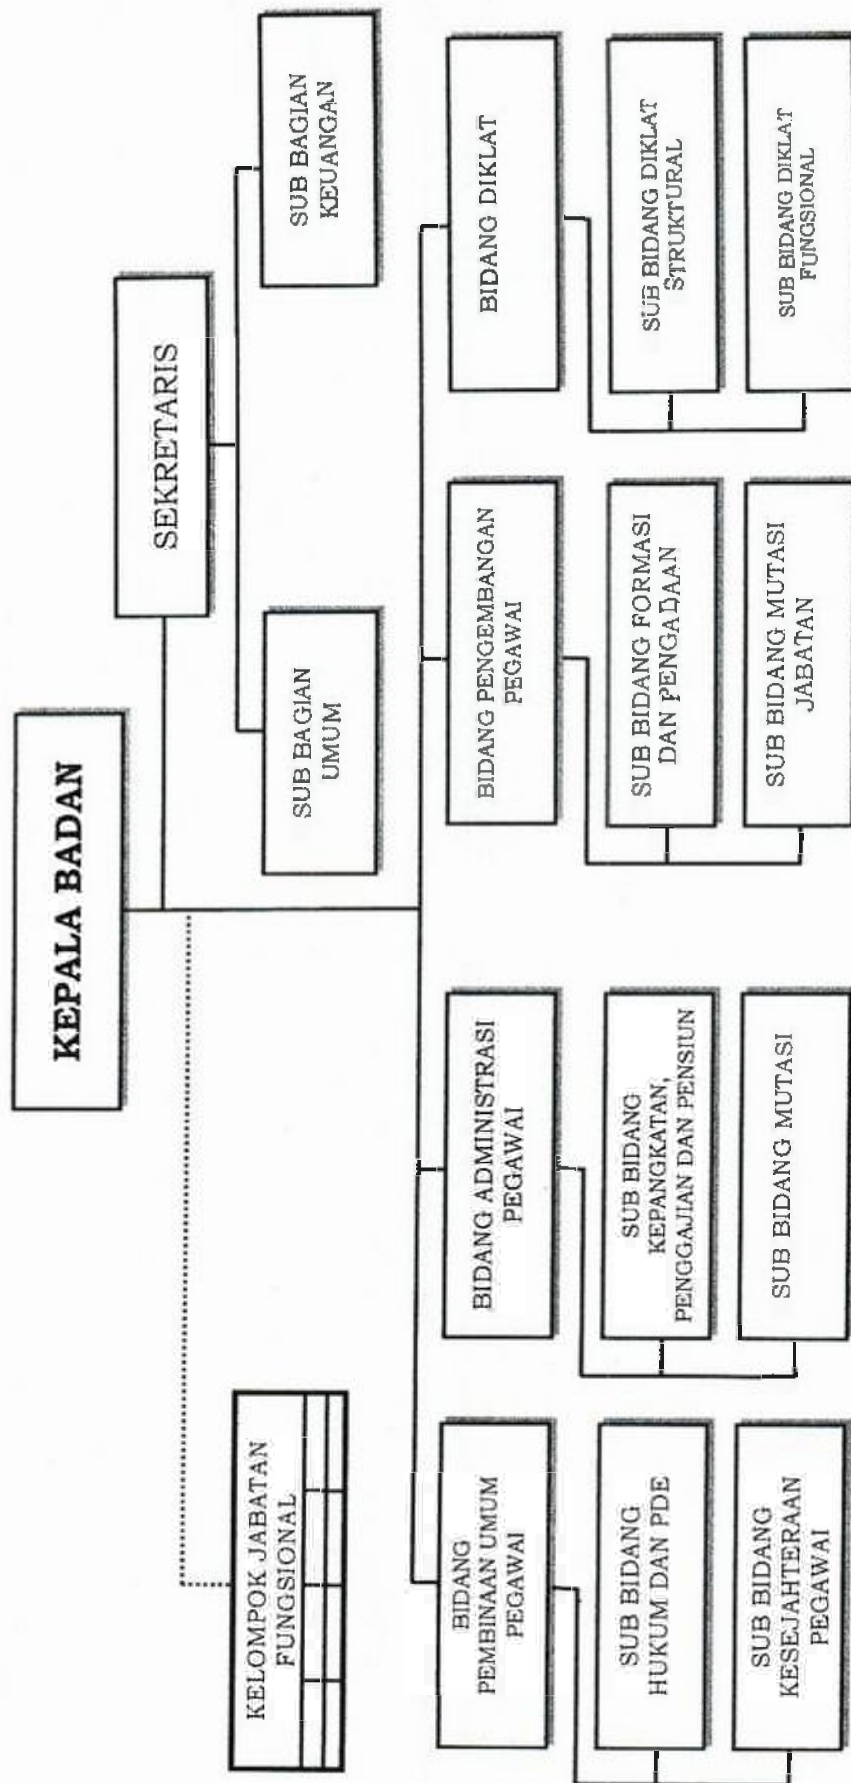 KEPALA BADAN
SEKRETARIS
KELOMPOK JABATAN
FUNGSIONAL
SUB BAGIAN
UMUM
SUB BAGIAN
KEUANGAN
BIDANG
PEMBINAAN UMUM
PEGAWAI
BIDANG ADMINISTRASI
PEGAWAI
BIDANG PENGEMBANGAN
PEGAWAI
BIDANG DIKLAT
SUB BIDANG
HUKUM DAN PDE
SUB BIDANG
KEPANGKATAN,
PENGGAJIAN DAN PENSIUN
SUB BIDANG FORMASI
DAN PENGADAAN
SUB BIDANG DIKLAT
STRUKTURAL
SUB BIDANG
KESEJAHTERAAN
PEGAWAI
SUB BIDANG MUTASI
SUB BIDANG MUTASI
JABATAN
SUB BIDANG DIKLAT
FUNGSIONAL